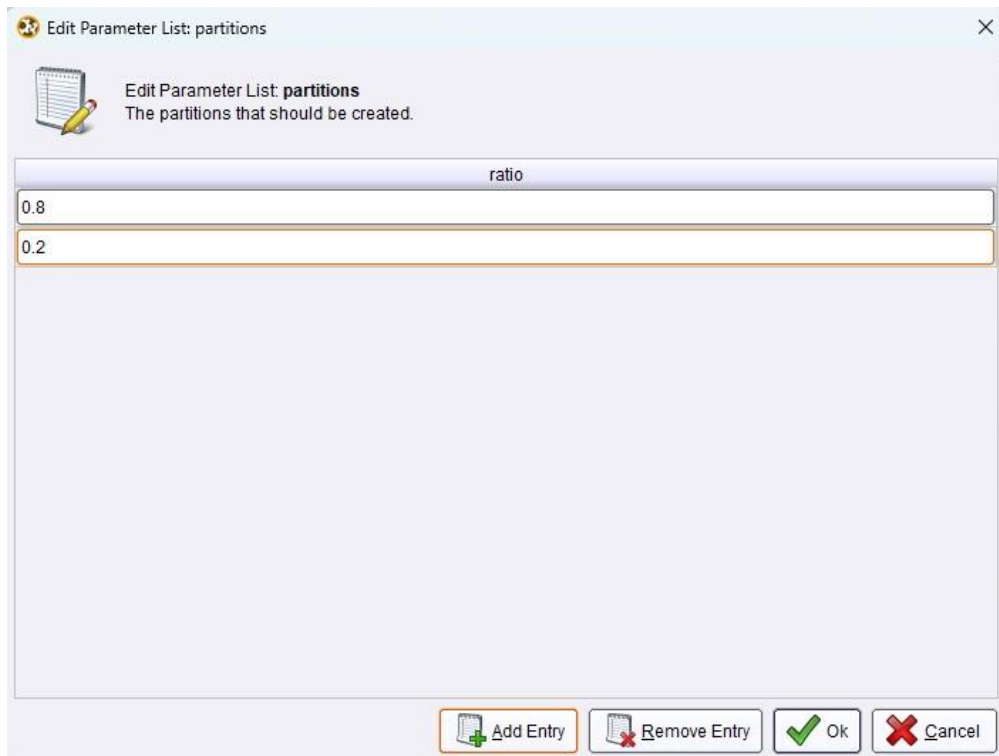 Edit Parameter List: partitions
Edit Parameter List: partitions
The partitions that should be created.
ratio
0.8
0.2
Add Entry
Remove Entry
Ok
Cancel